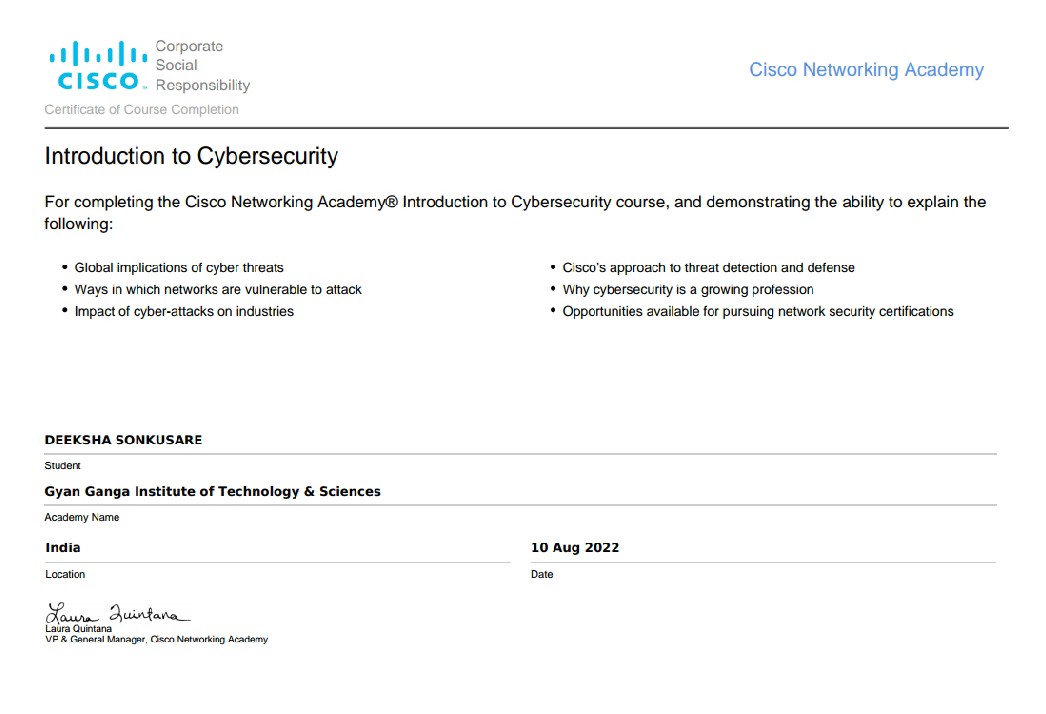 Corporate
Social
CISCO™ Responsibility
Cisco Networking Academy
Certificate of Course Completion
Introduction to Cybersecurity
For completing the Cisco Networking Academy® Introduction to Cybersecurity course, and demonstrating the ability to explain the
following:
• Global implications of cyber threats
• Ways in which networks are vulnerable to attack
• Impact of cyber-attacks on industries
• Cisco's approach to threat detection and defense
• Why cybersecurity is a growing profession
• Opportunities available for pursuing network security certifications
DEEKSHA SONKUSARE
Student
Gyan Ganga Institute of Technology & Sciences
Academy Name
India
Location
10 Aug 2022
Date
Laura Quintana
Laura Quintana
VP & General Manager, Cisco Networking Academy